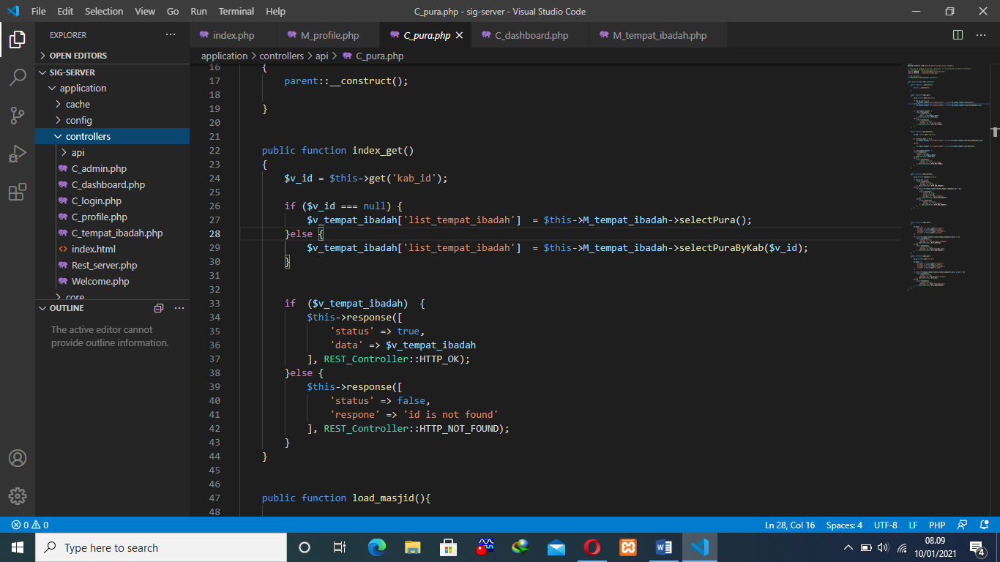 File Edit Selection View Go Run Terminal Help C_pura.php - sig-server - Visual Studio Code
EXPLORER
OPEN EDITORS
SIG-SERVER
application
cache
config
controllers
api
C_admin.php
C_dashboard.php
C_login.php
C_profile.php
C_tempat_ibadah.php
index.html
Rest_server.php
Welcome.php
core
OUTLINE
The active editor cannot
provide outline information.
index.php M_profile.php C_pura.php C_dashboard.php M_tempat_ibadah.php
application > controllers > api > C_pura.php
16 {
17 parent::__construct();
18
19 }
20
21
22 public function index_get()
23 {
24 $v_id = $this->get('kab_id');
25
26 if ($v_id === null) {
27 $v_tempat_ibadah['list_tempat_ibadah']  = $this->M_tempat_ibadah->selectPura();
28 }else {
29 $v_tempat_ibadah['list_tempat_ibadah']  = $this->M_tempat_ibadah->selectPuraByKab($v_id);
30 }
31
32
33 if  ($v_tempat_ibadah)  {
34 $this->response([
35 'status' => true,
36 'data' => $v_tempat_ibadah
37 ], REST_Controller::HTTP_OK);
38 }else {
39 $this->response([
40 'status' => false,
41 'respone' => 'id is not found'
42 ], REST_Controller::HTTP_NOT_FOUND);
43 }
44 }
45
46
47 public function load_masjid(){
48
0 0 Ln 28, Col 16 Spaces: 4 UTF-8 LF PHP
Type here to search
08.09
10/01/2021
4